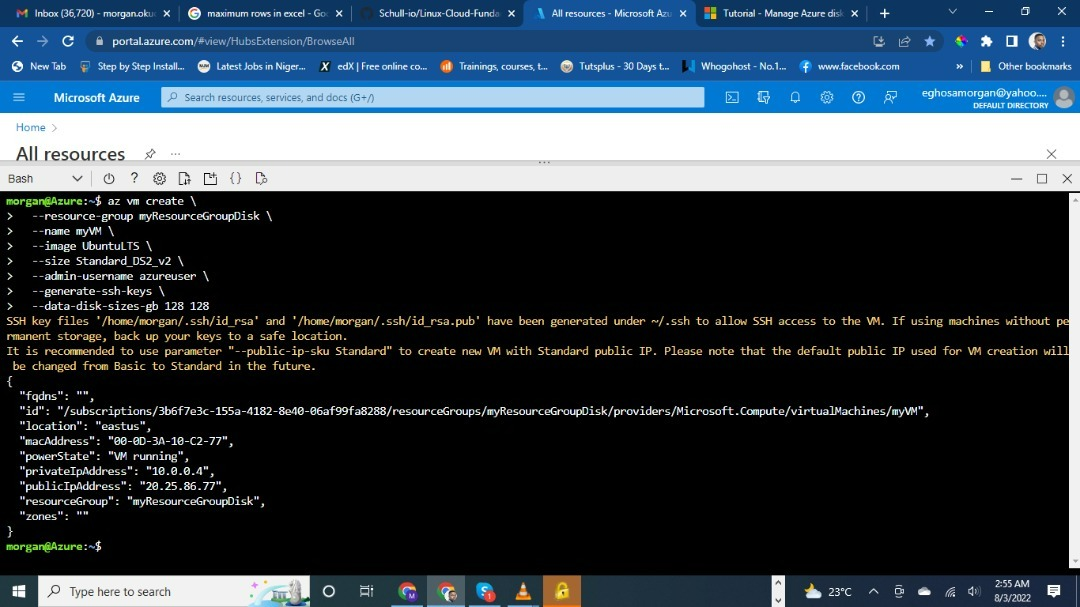 Inbox (36,720) - morgan.oku
maximum rows in excel - Go
Schull-io/Linux-Cloud-Funda
All resources - Microsoft Azu
Tutorial - Manage Azure disk
portal.azure.com/#view/HubsExtension/BrowseAll
New Tab
Step by Step Install...
Latest Jobs in Niger...
edX | Free online co...
Trainings, courses, t...
Tutsplus - 30 Days t...
Whogohost - No.1...
www.facebook.com
»
Other bookmarks
Microsoft Azure
Search resources, services, and docs (G+/)
eghosamorgan@yahoo....
DEFAULT DIRECTORY
Home >
All resources
Bash
morgan@Azure:~$ az vm create \
>   --resource-group myResourceGroupDisk \
>   --name myVM \
>   --image UbuntuLTS \
>   --size Standard_DS2_v2 \
>   --admin-username azureuser \
>   --generate-ssh-keys \
>   --data-disk-sizes-gb 128 128
SSH key files '/home/morgan/.ssh/id_rsa' and '/home/morgan/.ssh/id_rsa.pub' have been generated under ~/.ssh to allow SSH access to the VM. If using machines without pe
rmanent storage, back up your keys to a safe location.
It is recommended to use parameter "--public-ip-sku Standard" to create new VM with Standard public IP. Please note that the default public IP used for VM creation will
 be changed from Basic to Standard in the future.
{
  "fqdns": "",
  "id": "/subscriptions/3b6f7e3c-155a-4182-8e40-06af99fa8288/resourceGroups/myResourceGroupDisk/providers/Microsoft.Compute/virtualMachines/myVM",
  "location": "eastus",
  "macAddress": "00-0D-3A-10-C2-77",
  "powerState": "VM running",
  "privateIpAddress": "10.0.0.4",
  "publicIpAddress": "20.25.86.77",
  "resourceGroup": "myResourceGroupDisk",
  "zones": ""
}
morgan@Azure:~$
Type here to search
23°C
2:55 AM
8/3/2022